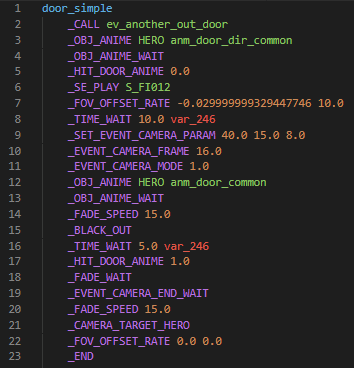 1 door_simple
2 _CALL ev_another_out_door
3 _OBJ_ANIME HERO anm_door_dir_common
4 _OBJ_ANIME_WAIT
5 _HIT_DOOR_ANIME 0.0
6 _SE_PLAY S_FI012
7 _FOV_OFFSET_RATE -0.029999999329447746 10.0
8 _TIME_WAIT 10.0 var_246
9 _SET_EVENT_CAMERA_PARAM 40.0 15.0 8.0
10 _EVENT_CAMERA_FRAME 16.0
11 _EVENT_CAMERA_MODE 1.0
12 _OBJ_ANIME HERO anm_door_common
13 _OBJ_ANIME_WAIT
14 _FADE_SPEED 15.0
15 _BLACK_OUT
16 _TIME_WAIT 5.0 var_246
17 _HIT_DOOR_ANIME 1.0
18 _FADE_WAIT
19 _EVENT_CAMERA_END_WAIT
20 _FADE_SPEED 15.0
21 _CAMERA_TARGET_HERO
22 _FOV_OFFSET_RATE 0.0 0.0
23 _END